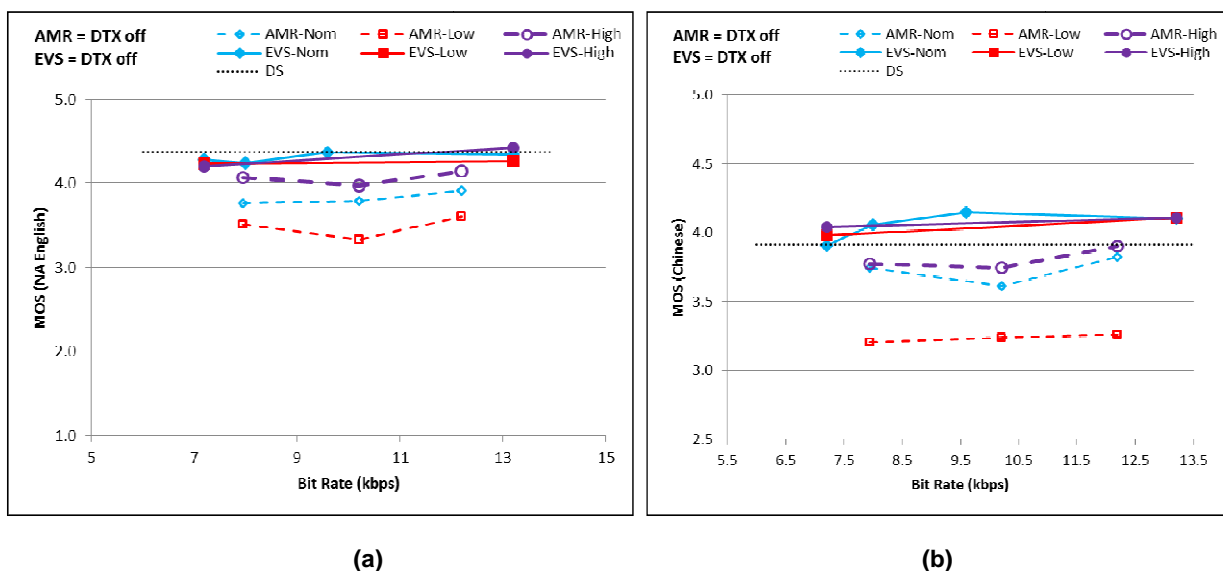 AMR = DTX off
EVS = DTX off
AMR-Nom AMR-Low AMR-High
EVS-Nom EVS-Low EVS-High
DS
MOS (NA English)
5.0
4.0
3.0
2.0
1.0
5 7 9 11 13 15
Bit Rate (kbps)
(a)
AMR = DTX off
EVS = DTX off
AMR-Nom AMR-Low AMR-High
EVS-Nom EVS-Low EVS-High
DS
MOS (Chinese)
5.0
4.5
4.0
3.5
3.0
2.5
5.5 6.5 7.5 8.5 9.5 10.5 11.5 12.5 13.5
Bit Rate (kbps)
(b)